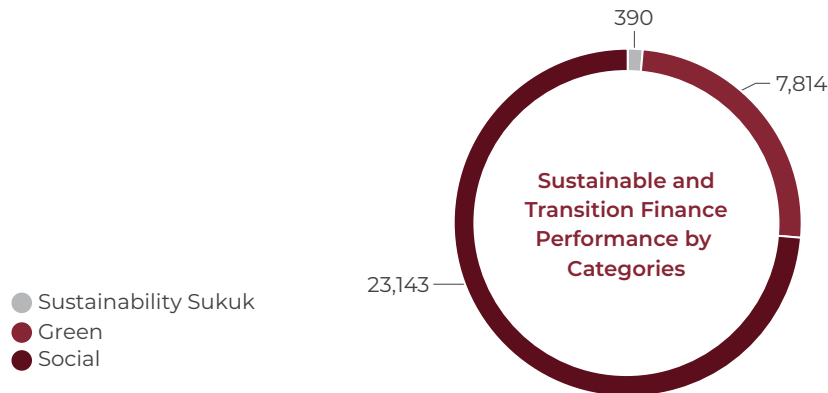 390
7,814
Sustainable and
Transition Finance
Performance by
Categories
23,143
Sustainability Sukuk
Green
Social